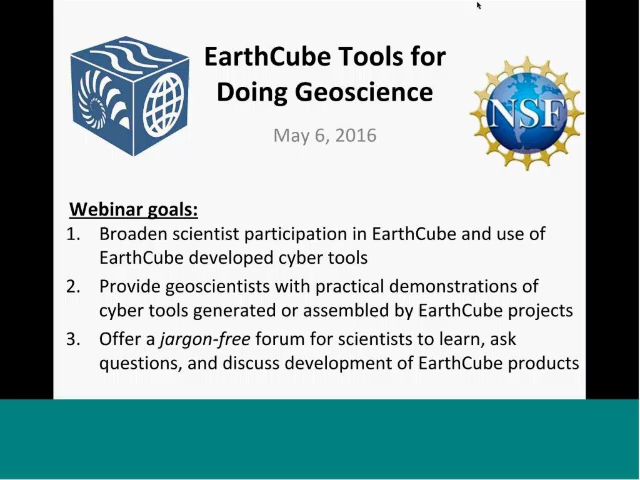 EarthCube Tools for
Doing Geoscience
May 6, 2016
NSF
Webinar goals:
1. Broaden scientist participation in EarthCube and use of
EarthCube developed cyber tools
2. Provide geoscientists with practical demonstrations of
cyber tools generated or assembled by EarthCube projects
3. Offer a jargon-free forum for scientists to learn, ask
questions, and discuss development of EarthCube products